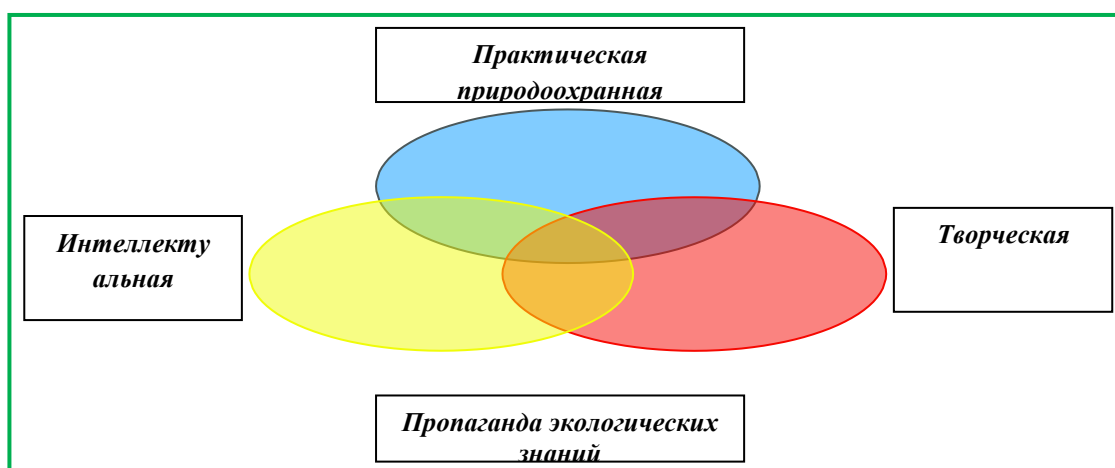 Практическая
природоохранная
Интеллекту
альная
Творческая
Пропаганда экологических
знаний